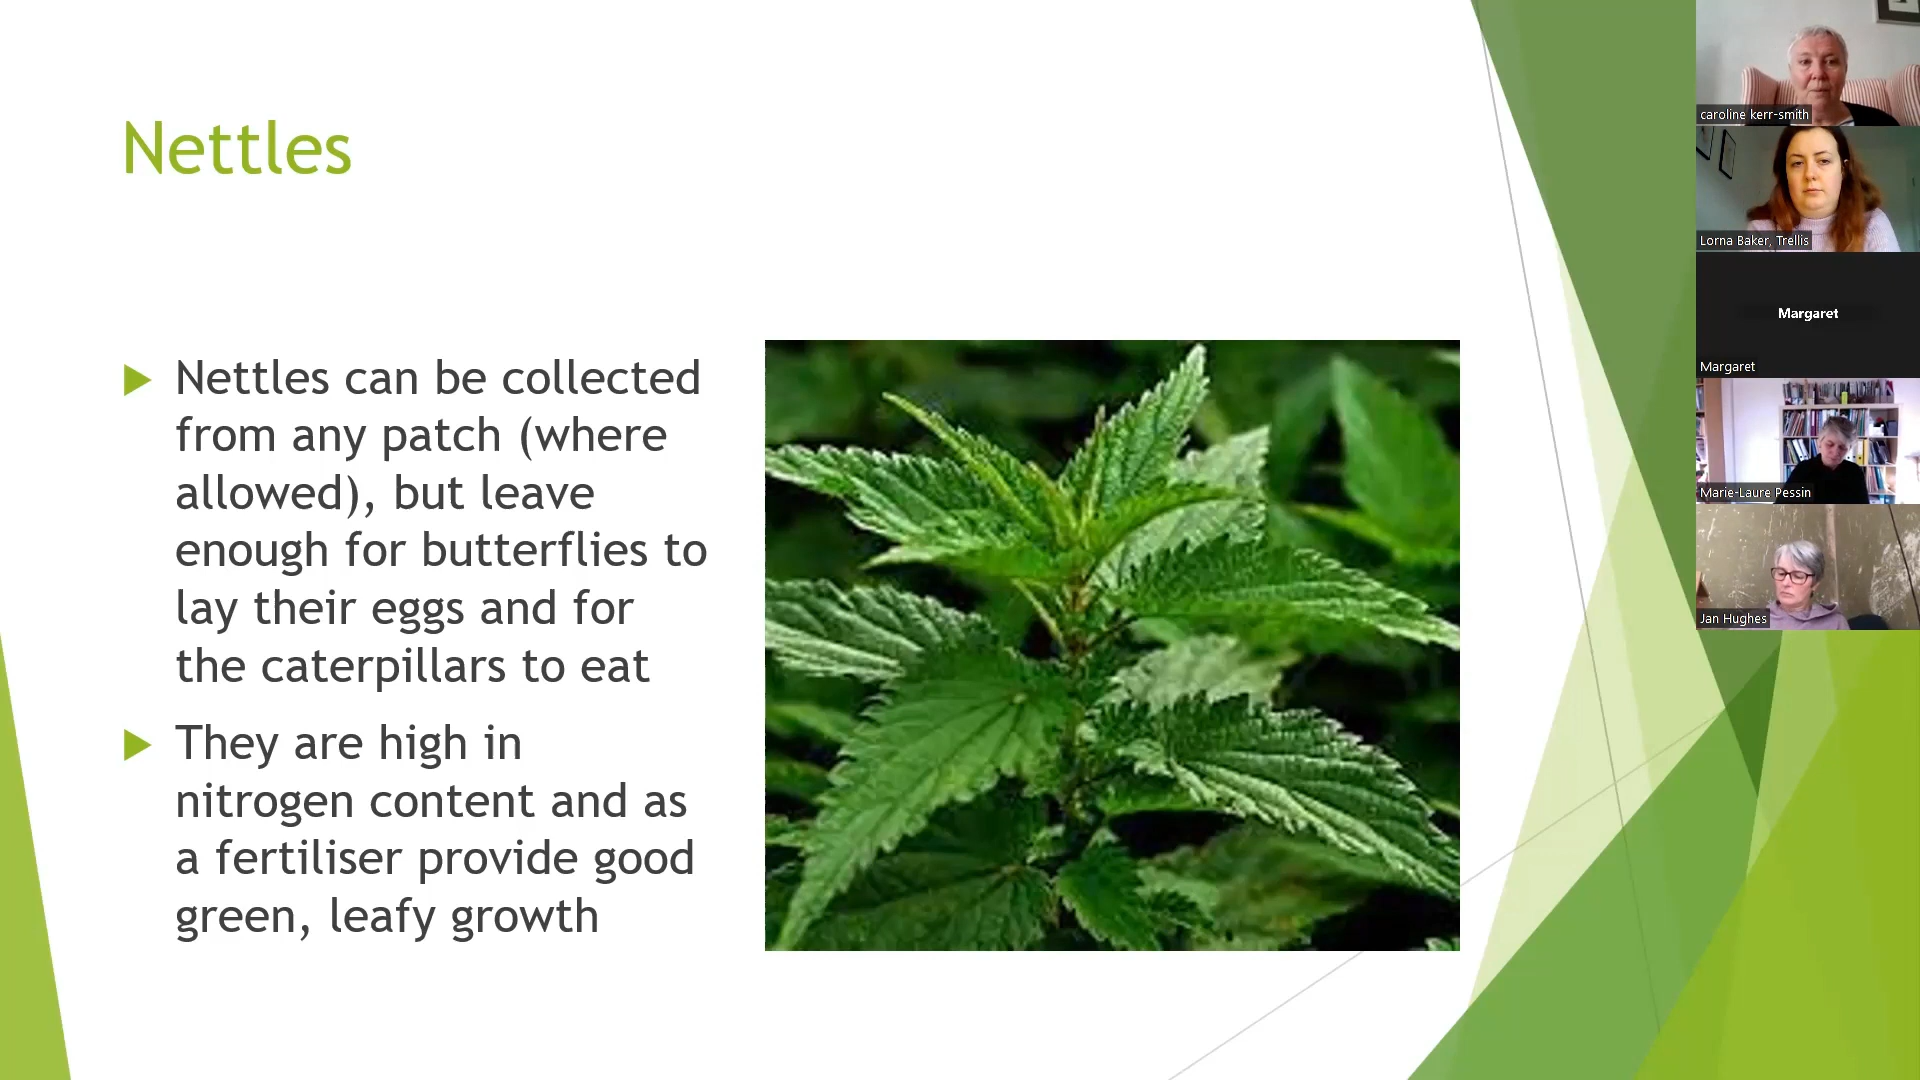 Nettles
Nettles can be collected
from any patch (where
allowed), but leave
enough for butterflies to
lay their eggs and for
the caterpillars to eat
They are high in
nitrogen content and as
a fertiliser provide good
green, leafy growth
caroline kerr-smith
Lorna Baker, Trellis
Margaret
Margaret
Marie-Laure Pessin
Jan Hughes